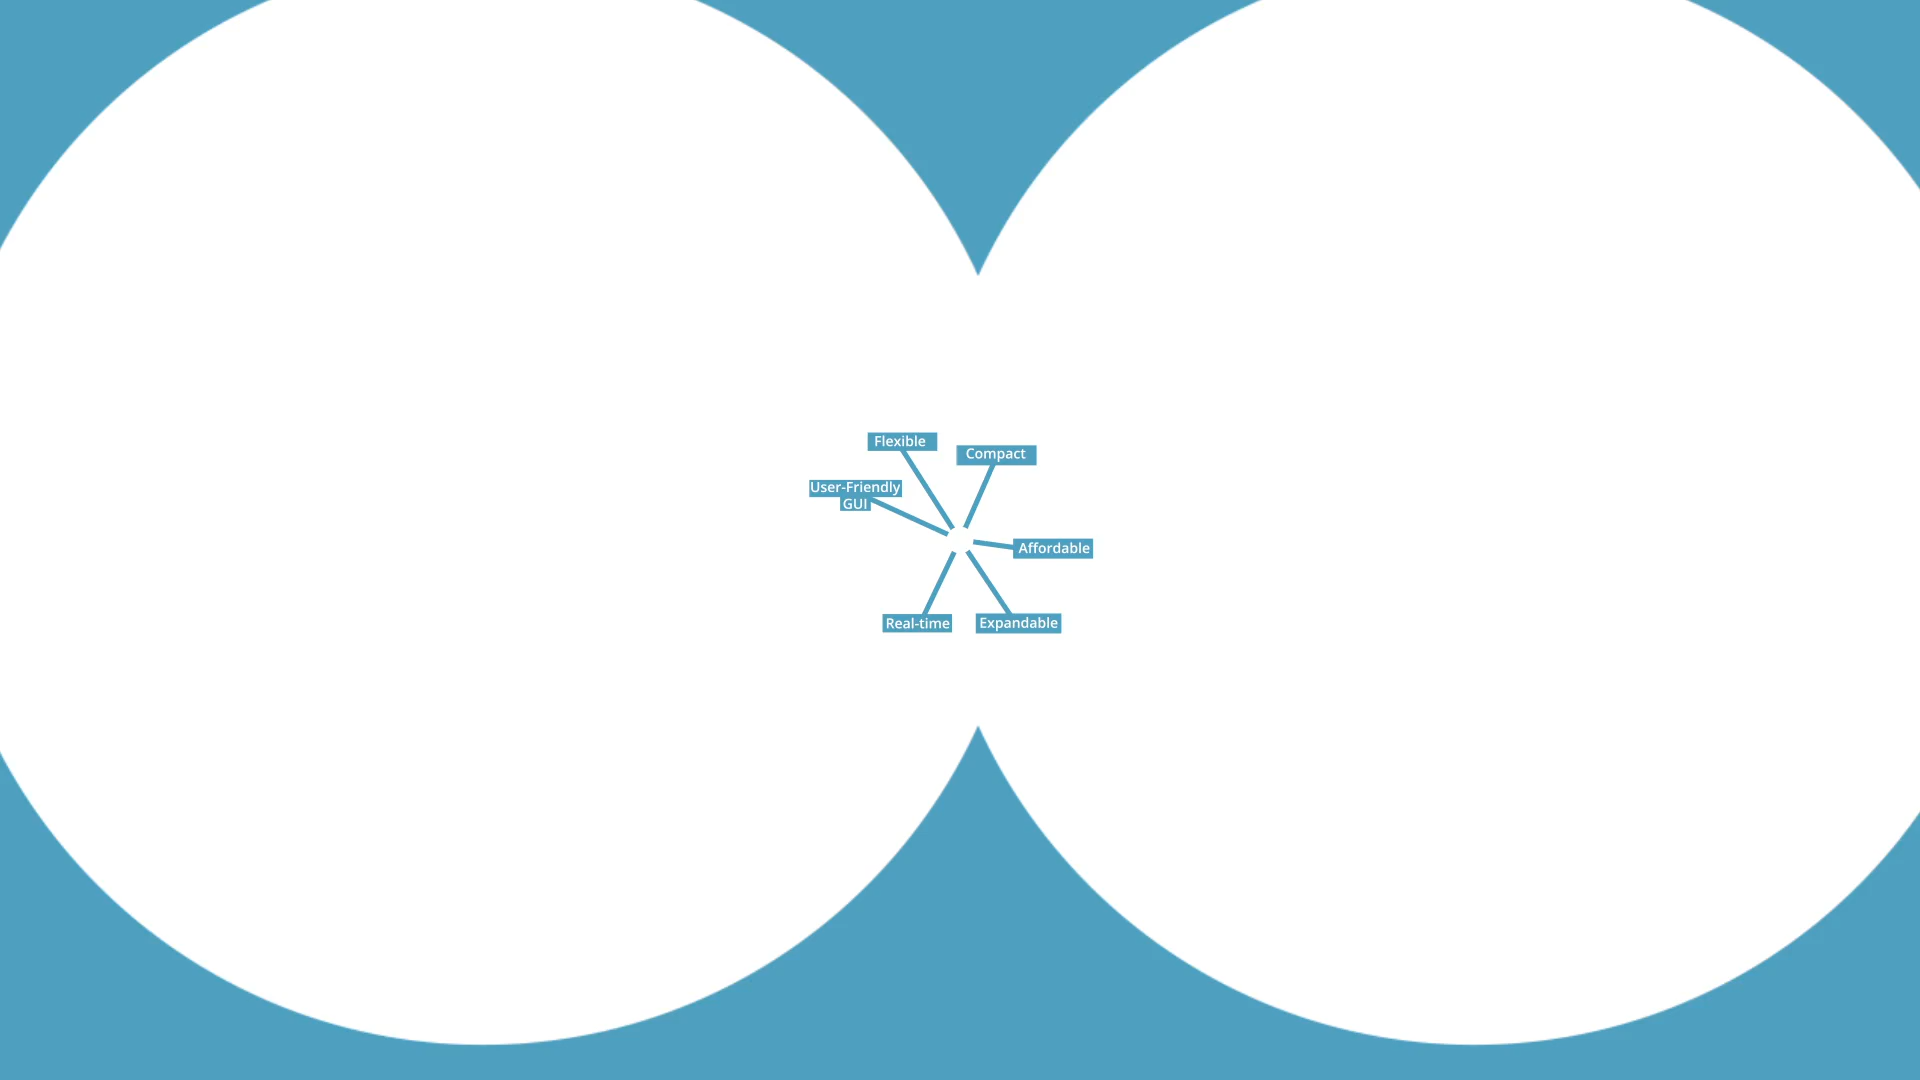 Flexible
Compact
User-Friendly
GUI
Affordable
Real-time
Expandable